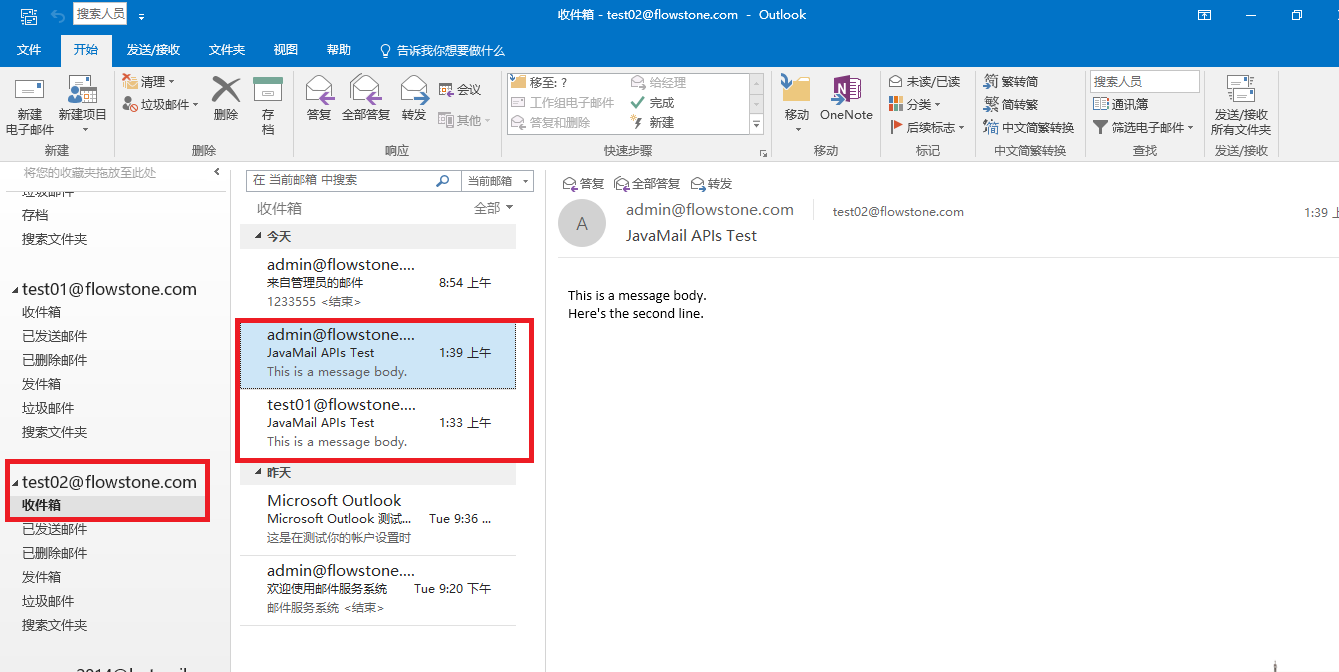 搜索人员
收件箱 - test02@flowstone.com - Outlook
文件 开始 发送/接收 文件夹 视图 帮助 告诉我你想要做什么
新建
电子邮件
新建项目
新建
清理
垃圾邮件
删除
存
档
删除
答复
全部答复
转发
会议
其他
响应
移至: ?
工作组电子邮件
答复和删除
给经理
完成
新建
快速步骤
移动
OneNote
移动
未读/已读
分类
后续标志
标记
繁转简
简转繁
中文简繁转换
中文简繁转换
搜索人员
通讯簿
筛选电子邮件
查找
发送/接收
所有文件夹
发送/接收
将您的收藏夹拖放至此处
垃圾邮件
存档
搜索文件夹
test01@flowstone.com
收件箱
已发送邮件
已删除邮件
发件箱
垃圾邮件
搜索文件夹
test02@flowstone.com
收件箱
已发送邮件
已删除邮件
发件箱
垃圾邮件
搜索文件夹
在 当前邮箱 中搜索 当前邮箱
收件箱 全部
今天
admin@flowstone....
来自管理员的邮件 8:54 上午
1233555 <结束>
admin@flowstone....
JavaMail APIs Test 1:39 上午
This is a message body.
test01@flowstone....
JavaMail APIs Test 1:33 上午
This is a message body.
昨天
Microsoft Outlook
Microsoft Outlook 测试... Tue 9:36 ...
这是在测试你的帐户设置时
admin@flowstone....
欢迎使用邮件服务系统 Tue 9:20 下午
邮件服务系统 <结束>
答复 全部答复 转发
A
admin@flowstone.com test02@flowstone.com 1:39 上
JavaMail APIs Test
This is a message body.
Here's the second line.